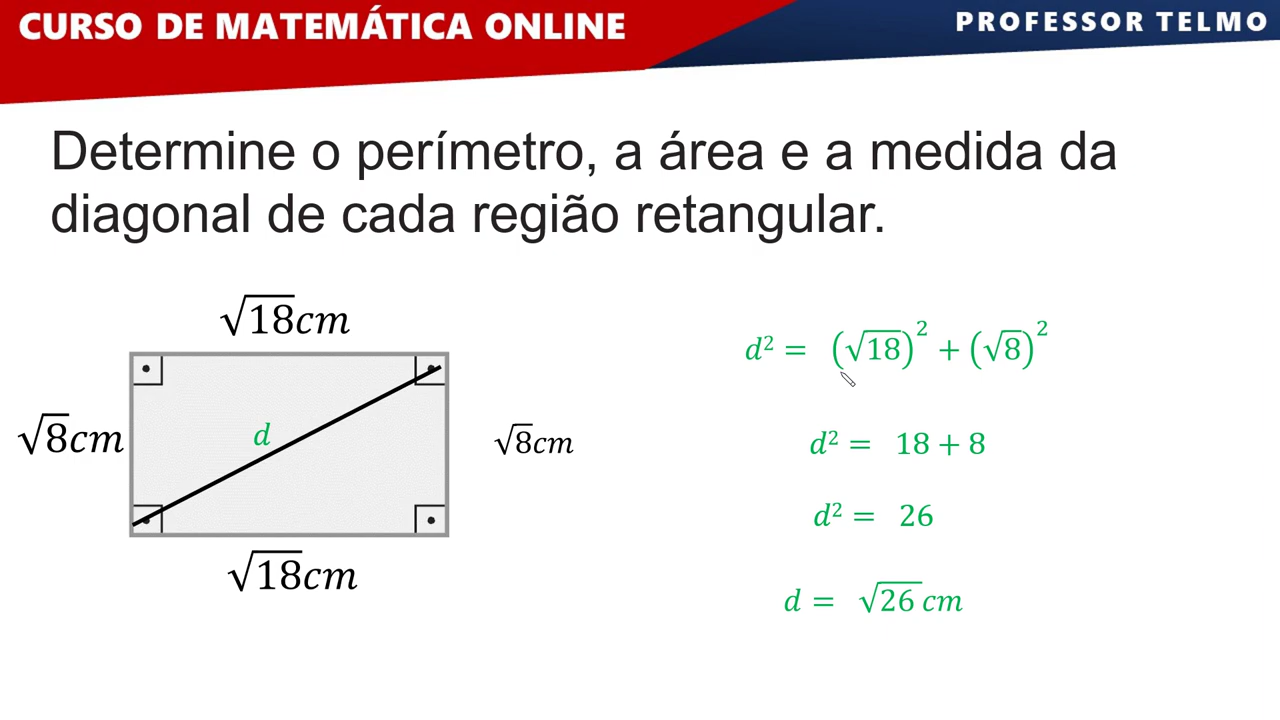 CURSO DE MATEMÁTICA ONLINE
PROFESSOR TELMO
Determine o perímetro, a área e a medida da
diagonal de cada região retangular.
√18cm
√8cm
d
√8cm
√18cm
d² = (√18)² + (√8)²
d² = 18 + 8
d² = 26
d = √26 cm